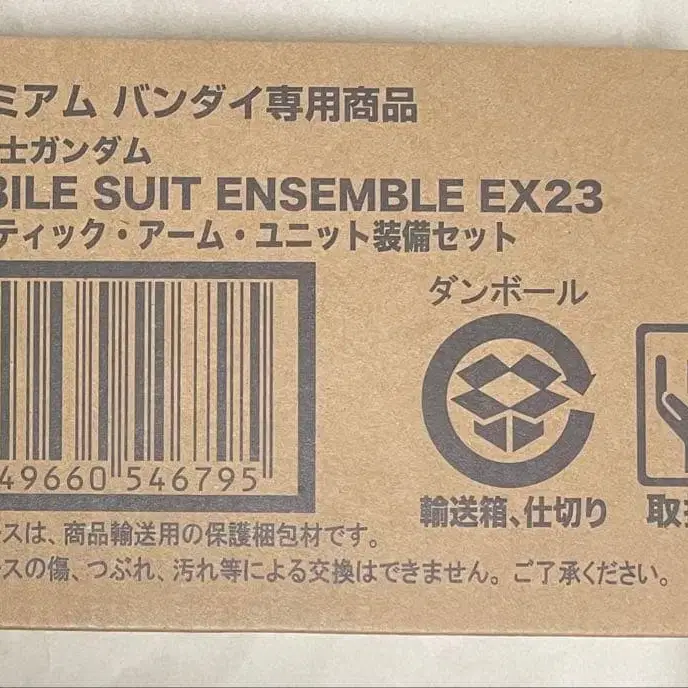 ミアム バンダイ専用商品
士ガンダム
BILE SUIT ENSEMBLE EX23
ティック・アーム・ユニット装備セット
ダンボール
49660 546795
輸送箱、仕切り
取
ースは、商品輸送用の保護梱包材です。
ースの傷、つぶれ、汚れ等による交換はできません。ご了承ください。